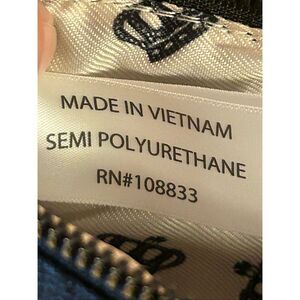 MADE IN VIETNAM
SEMI POLYURETHANE
RN#108833